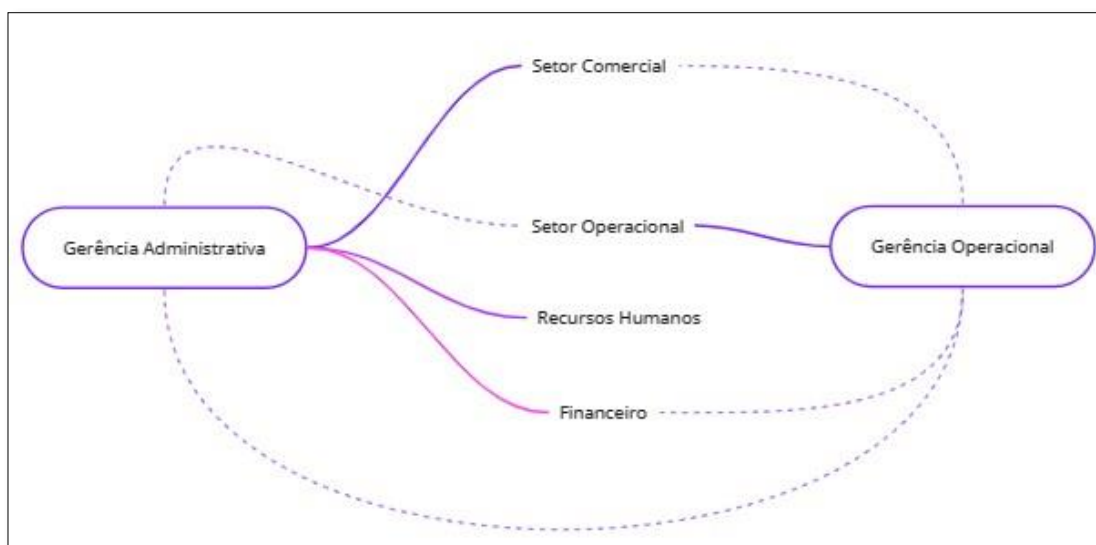 Setor Comercial
Setor Operacional
Gerência Administrativa
Gerência Operacional
Recursos Humanos
Financeiro